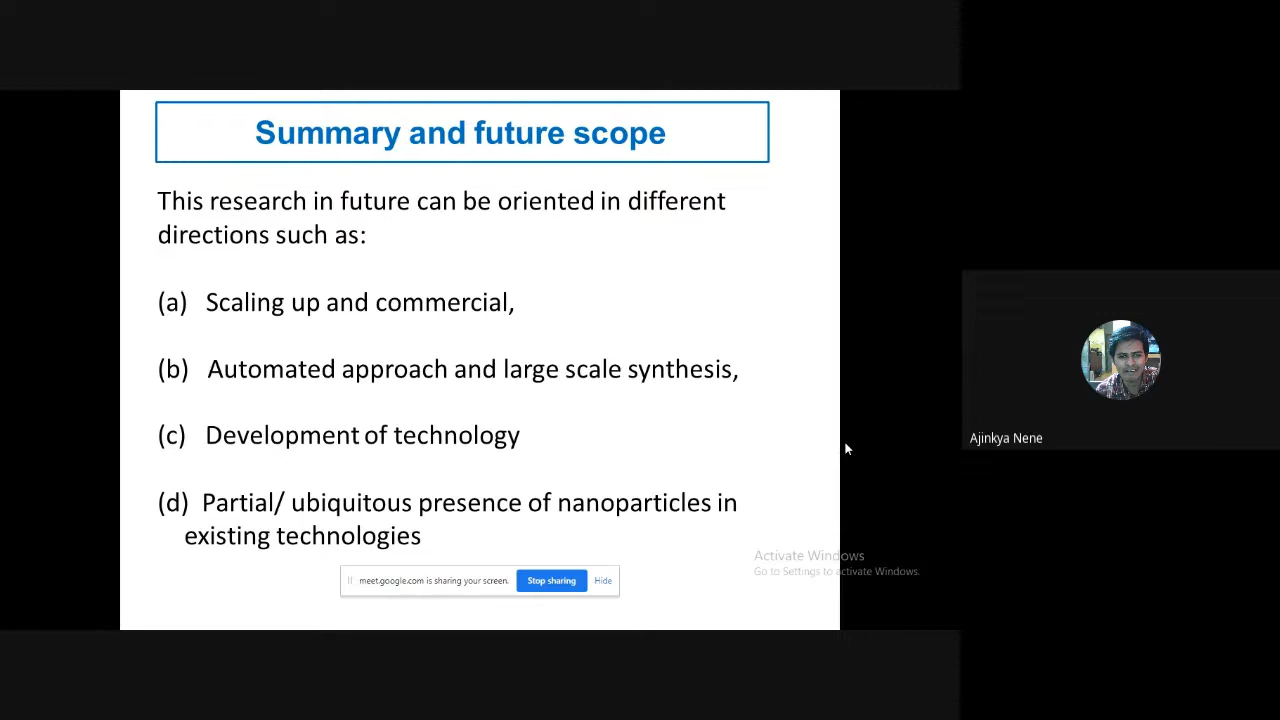 Summary and future scope
This research in future can be oriented in different
directions such as:
(a) Scaling up and commercial,
(b) Automated approach and large scale synthesis,
(c) Development of technology
(d) Partial/ ubiquitous presence of nanoparticles in
existing technologies
meet.google.com is sharing your screen. Stop sharing Hide
Activate Windows
Go to Settings to activate Windows.
Ajinkya Nene